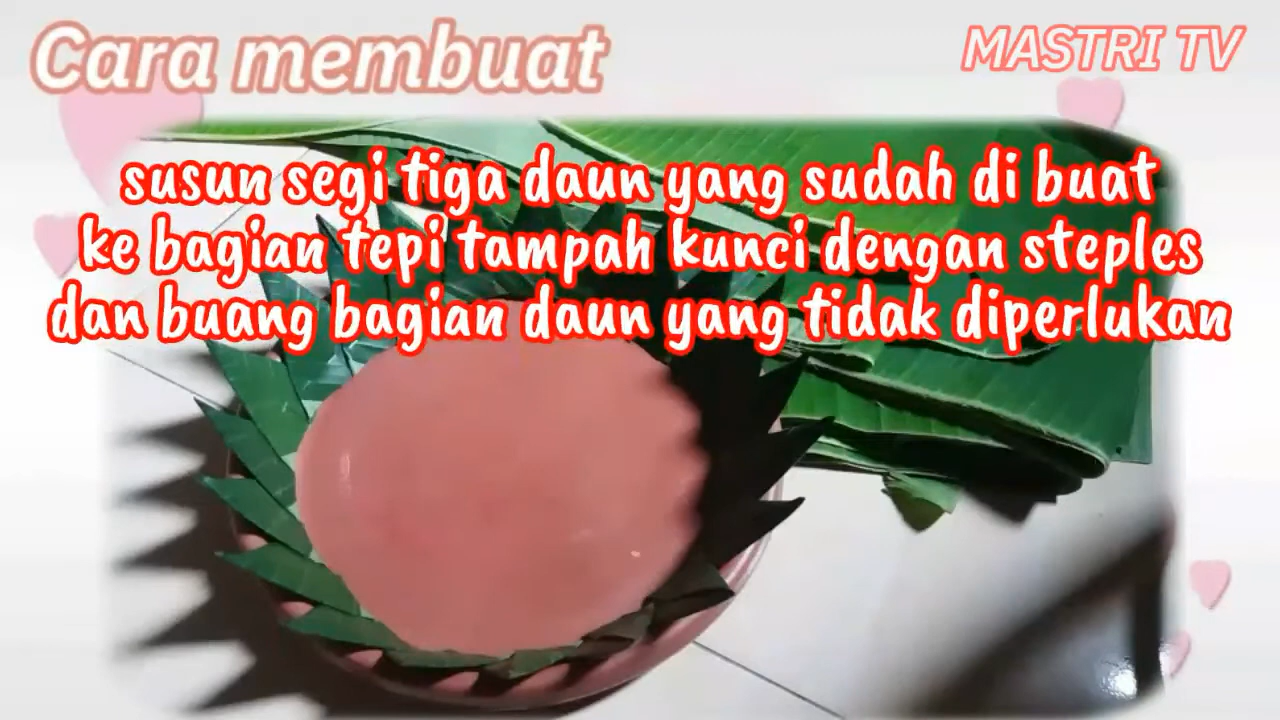 Cara membuat
MASTRI TV
susun segi tiga daun yang sudah di buat
ke bagian tepi tampah kunci dengan steples
dan buang bagian daun yang tidak diperlukan